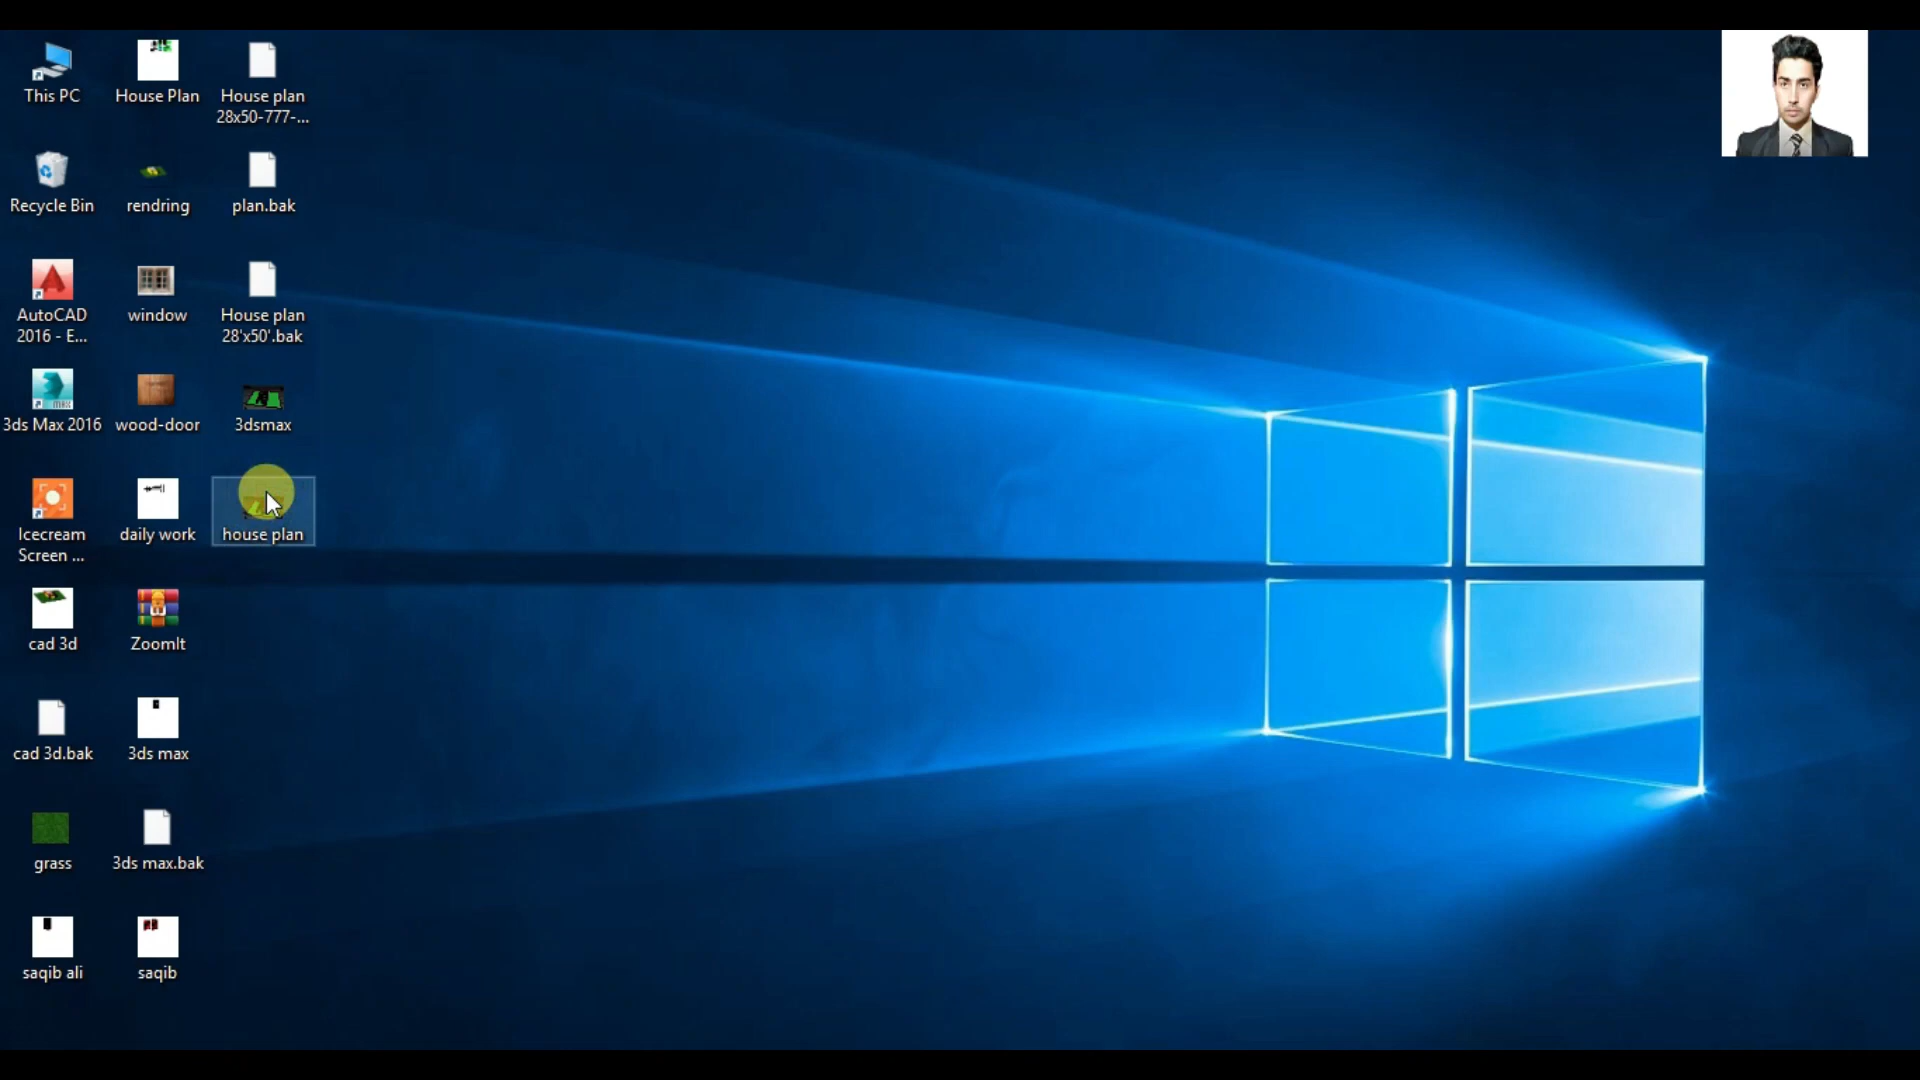 This PC
House Plan
House plan
28x50-777-...
Recycle Bin
rendring
plan.bak
AutoCAD
2016 - E...
window
House plan
28'x50'.bak
3ds Max 2016
wood-door
3dsmax
Icecream
Screen ...
daily work
house plan
cad 3d
ZoomIt
cad 3d.bak
3ds max
grass
3ds max.bak
saqib ali
saqib